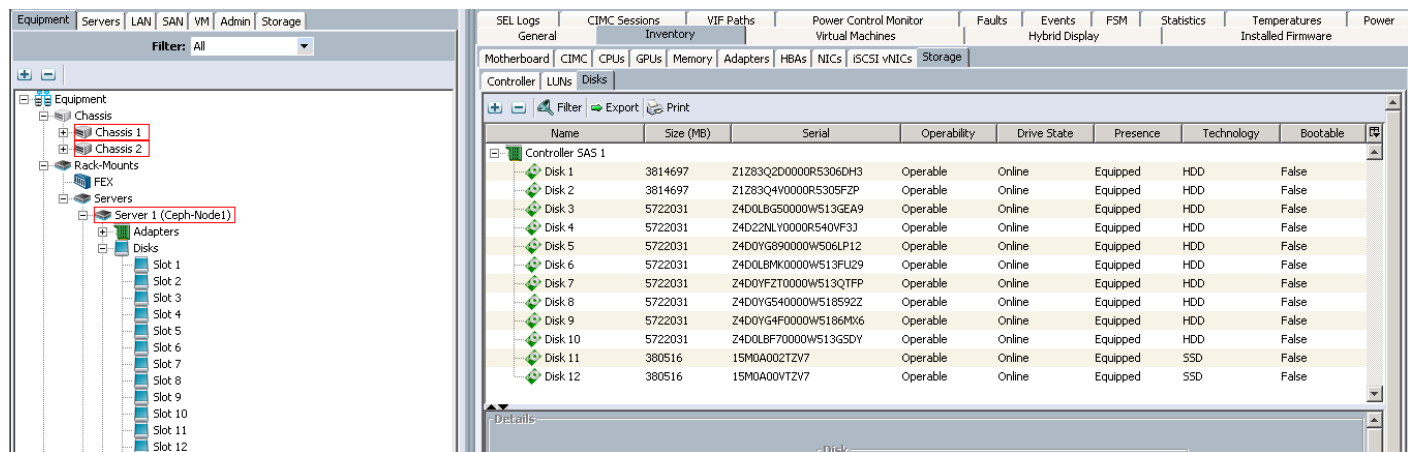 Equipment Servers LAN SAN VM Admin Storage
Filter: All
Equipment
Chassis
Chassis 1
Chassis 2
Rack-Mounts
FEX
Servers
Server 1 (Ceph-Node1)
Adapters
Disks
Slot 1
Slot 2
Slot 3
Slot 4
Slot 5
Slot 6
Slot 7
Slot 8
Slot 9
Slot 10
Slot 11
Slot 12
SEL Logs CIMC Sessions VIF Paths Power Control Monitor Faults Events FSM Statistics Temperatures Power
General Inventory Virtual Machines Hybrid Display Installed Firmware
Motherboard CIMC CPUs GPUs Memory Adapters HBAs NICs iSCSI vNICs Storage
Controller LUNs Disks
Filter Export Print
Name Size (MB) Serial Operability Drive State Presence Technology Bootable
Controller SAS 1
Disk 1 3814697 Z1Z83Q2D0000R5306DH3 Operable Online Equipped HDD False
Disk 2 3814697 Z1Z83Q4V0000R5305FZP Operable Online Equipped HDD False
Disk 3 5722031 Z4D0LBG50000W513GEA9 Operable Online Equipped HDD False
Disk 4 5722031 Z4D22NLY0000R540VF3J Operable Online Equipped HDD False
Disk 5 5722031 Z4D0YG890000W506LP12 Operable Online Equipped HDD False
Disk 6 5722031 Z4D0LBMK0000W513FU29 Operable Online Equipped HDD False
Disk 7 5722031 Z4D0YFZT0000W513QTFP Operable Online Equipped HDD False
Disk 8 5722031 Z4D0YG540000W518592Z Operable Online Equipped HDD False
Disk 9 5722031 Z4D0YG4F0000W5186MX6 Operable Online Equipped HDD False
Disk 10 5722031 Z4D0LBF70000W513GSDY Operable Online Equipped HDD False
Disk 11 380516 15M0A002TZV7 Operable Online Equipped SSD False
Disk 12 380516 15M0A00VTZV7 Operable Online Equipped SSD False
Details
Disk